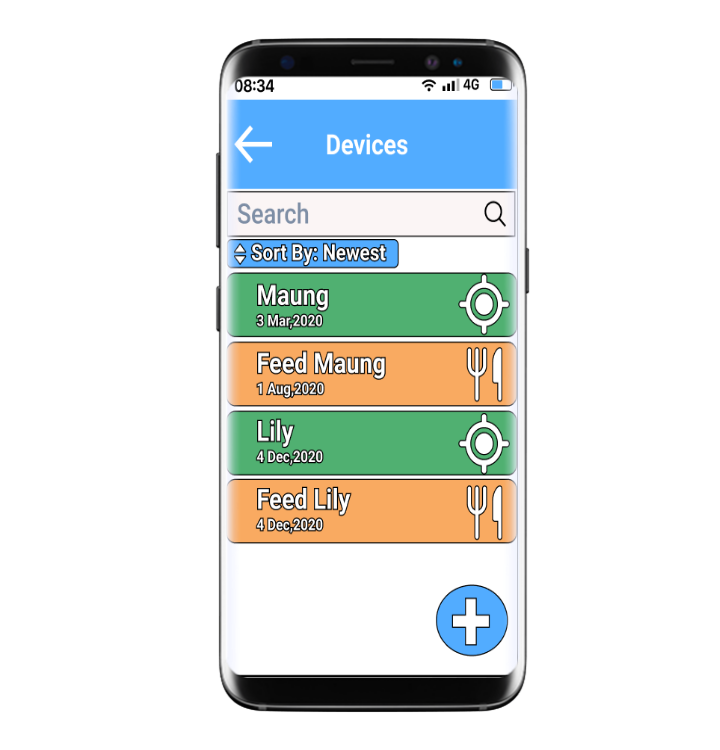 08:34
4G
Devices
Search
Sort By: Newest
Maung
3 Mar,2020
Feed Maung
1 Aug,2020
Lily
4 Dec,2020
Feed Lily
4 Dec,2020